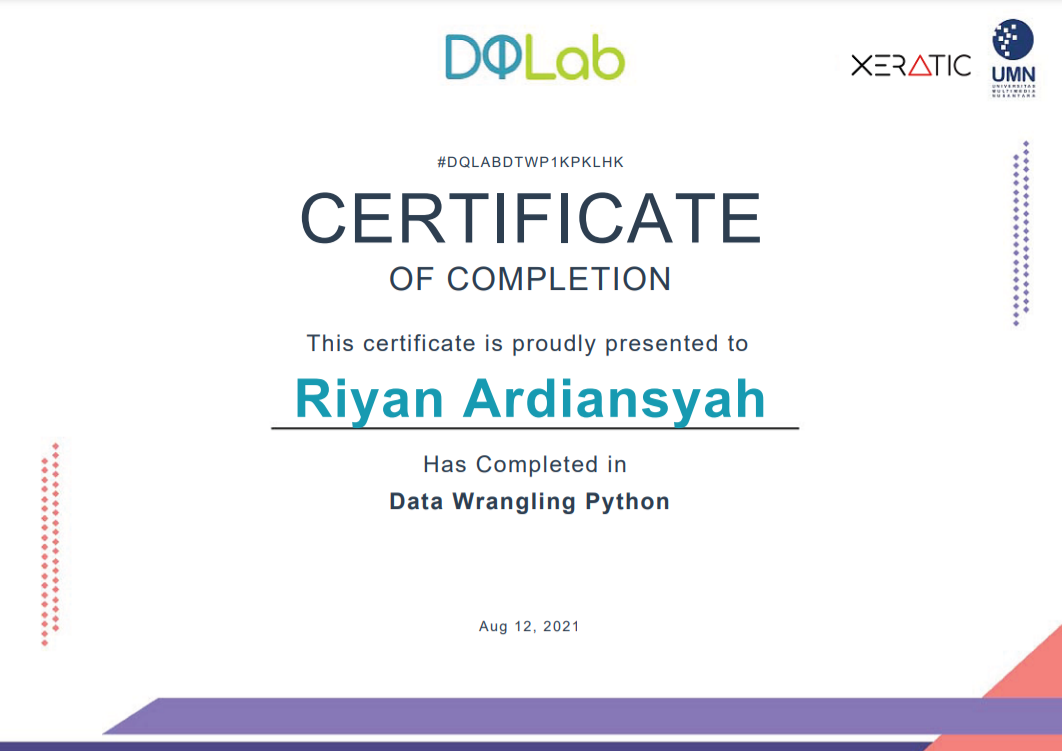 DQLab
XERATIC
UMN
UNIVERSITAS
MULTIMEDIA
NUSANTARA
#DQLABDTWP1KPKLHK
CERTIFICATE
OF COMPLETION
This certificate is proudly presented to
Riyan Ardiansyah
Has Completed in
Data Wrangling Python
Aug 12, 2021